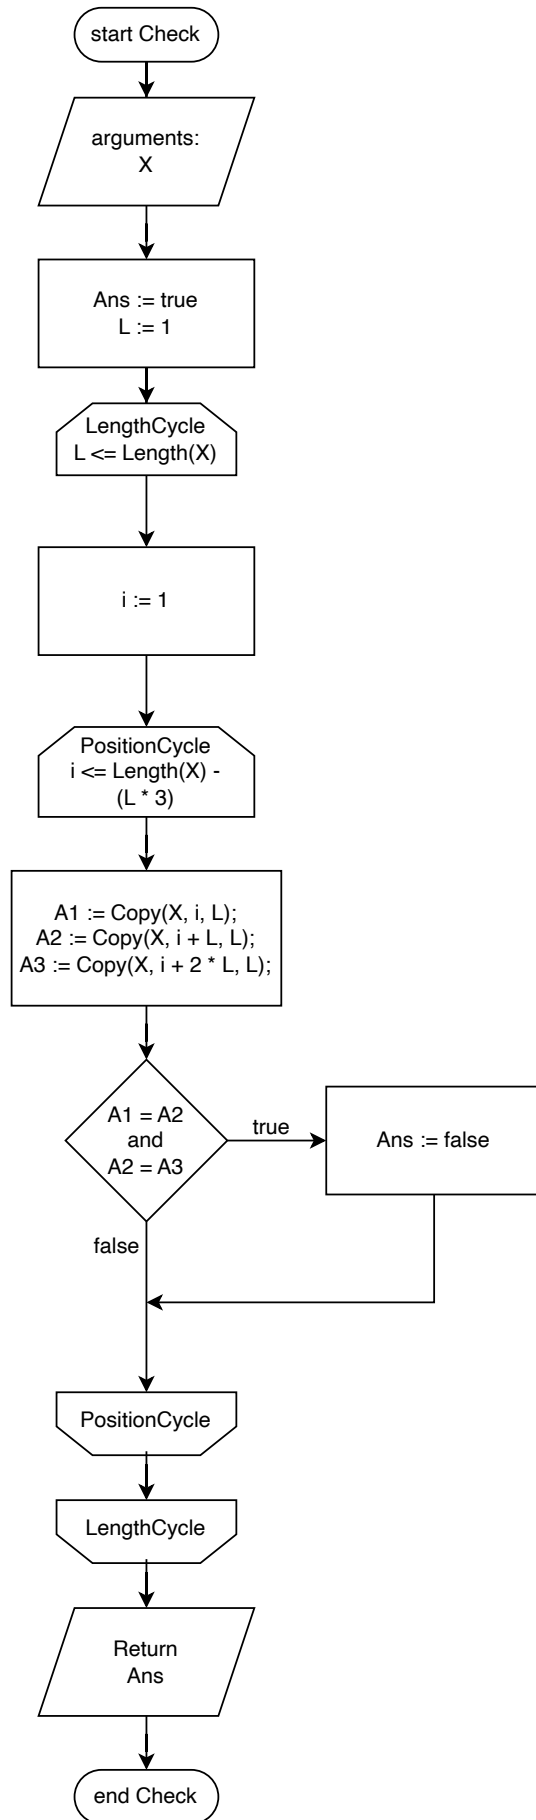 start Check
arguments:
X
Ans := true
L := 1
LengthCycle
L <= Length(X)
i := 1
PositionCycle
i <= Length(X) -
(L * 3)
A1 := Copy(X, i, L);
A2 := Copy(X, i + L, L);
A3 := Copy(X, i + 2 * L, L);
A1 = A2
and
A2 = A3
true
Ans := false
false
PositionCycle
LengthCycle
Return
Ans
end Check